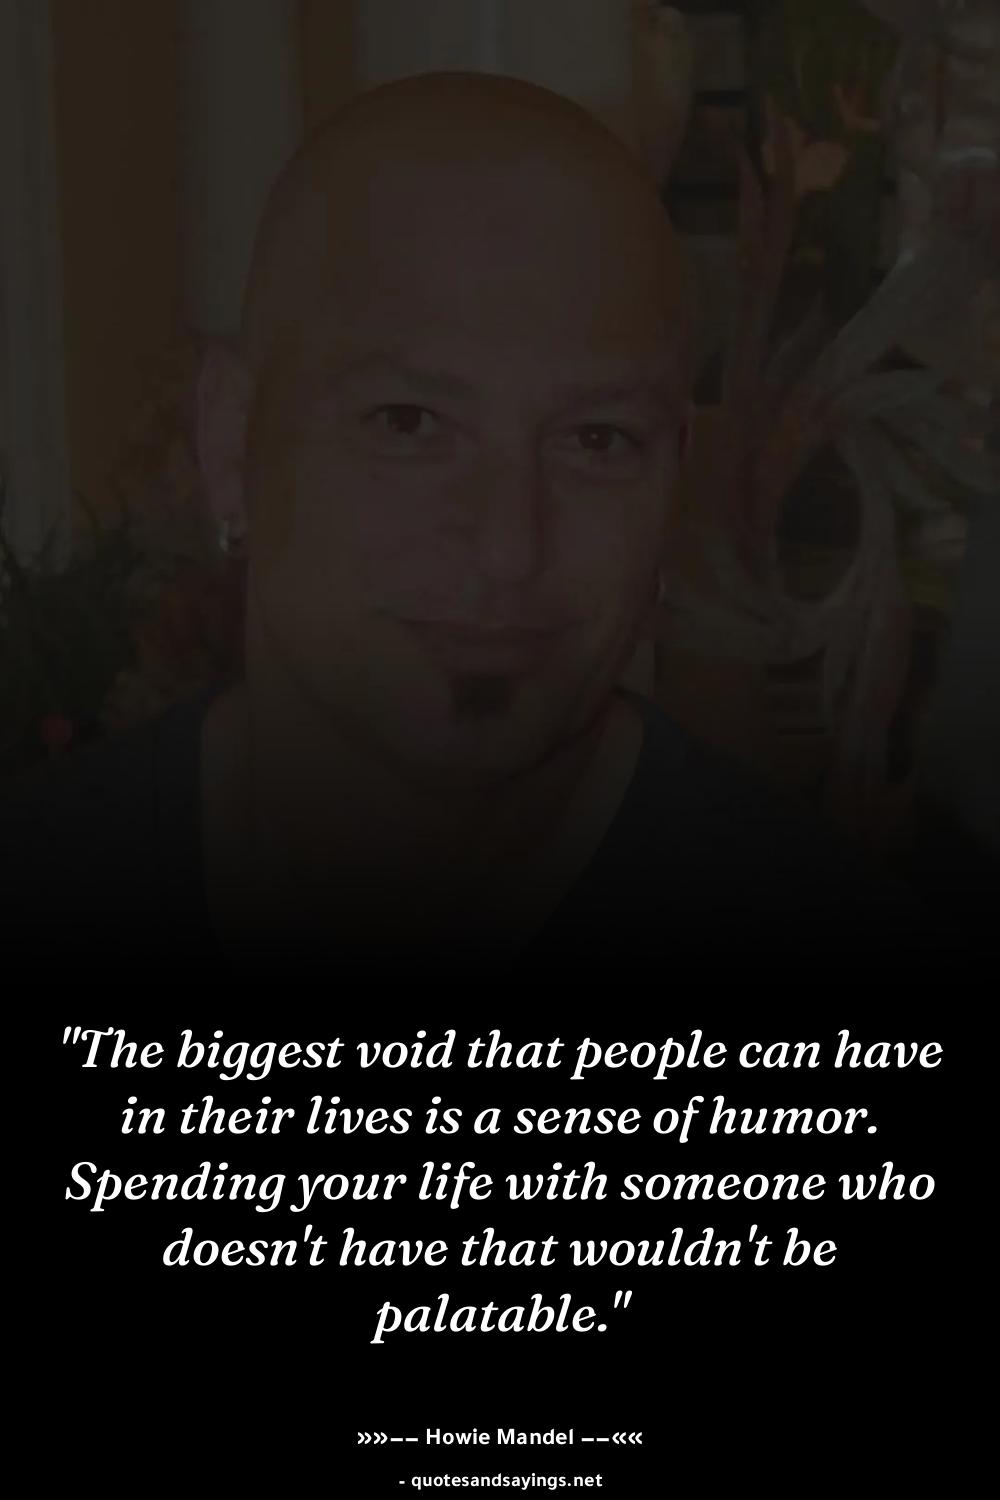 "The biggest void that people can have
in their lives is a sense of humor.
Spending your life with someone who
doesn't have that wouldn't be
palatable."
»»—— Howie Mandel ——««
- quotesandsayings.net